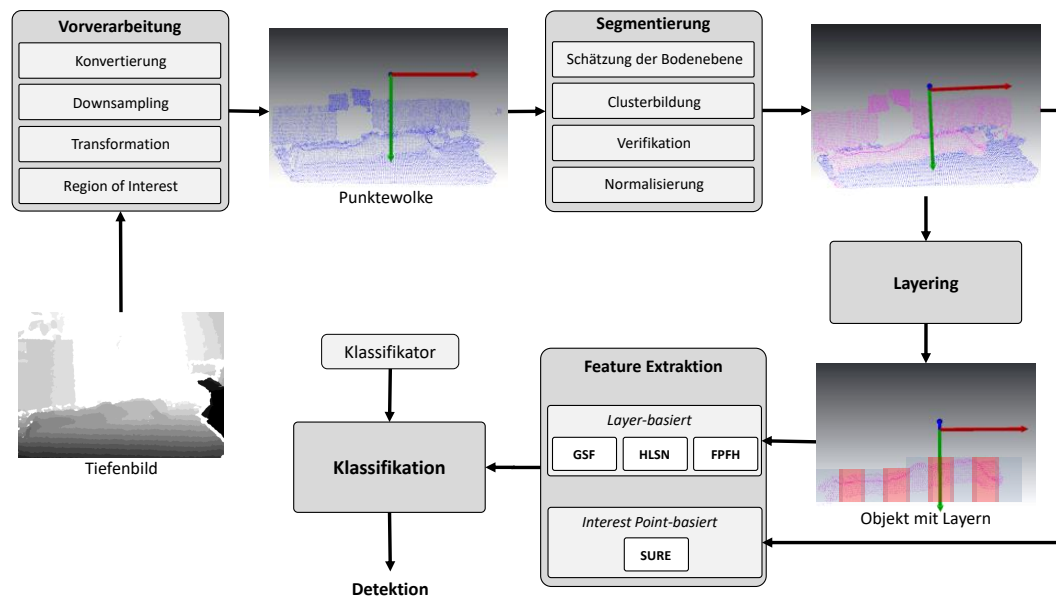 Vorverarbeitung
Konvertierung
Downsampling
Transformation
Region of Interest
Punktewolke
Segmentierung
Schätzung der Bodenebene
Clusterbildung
Verifikation
Normalisierung
Layering
Tiefenbild
Klassifikator
Klassifikation
Detektion
Feature Extraktion
Layer-basiert
GSF HLSN FPFH
Interest Point-basiert
SURE
Objekt mit Layern